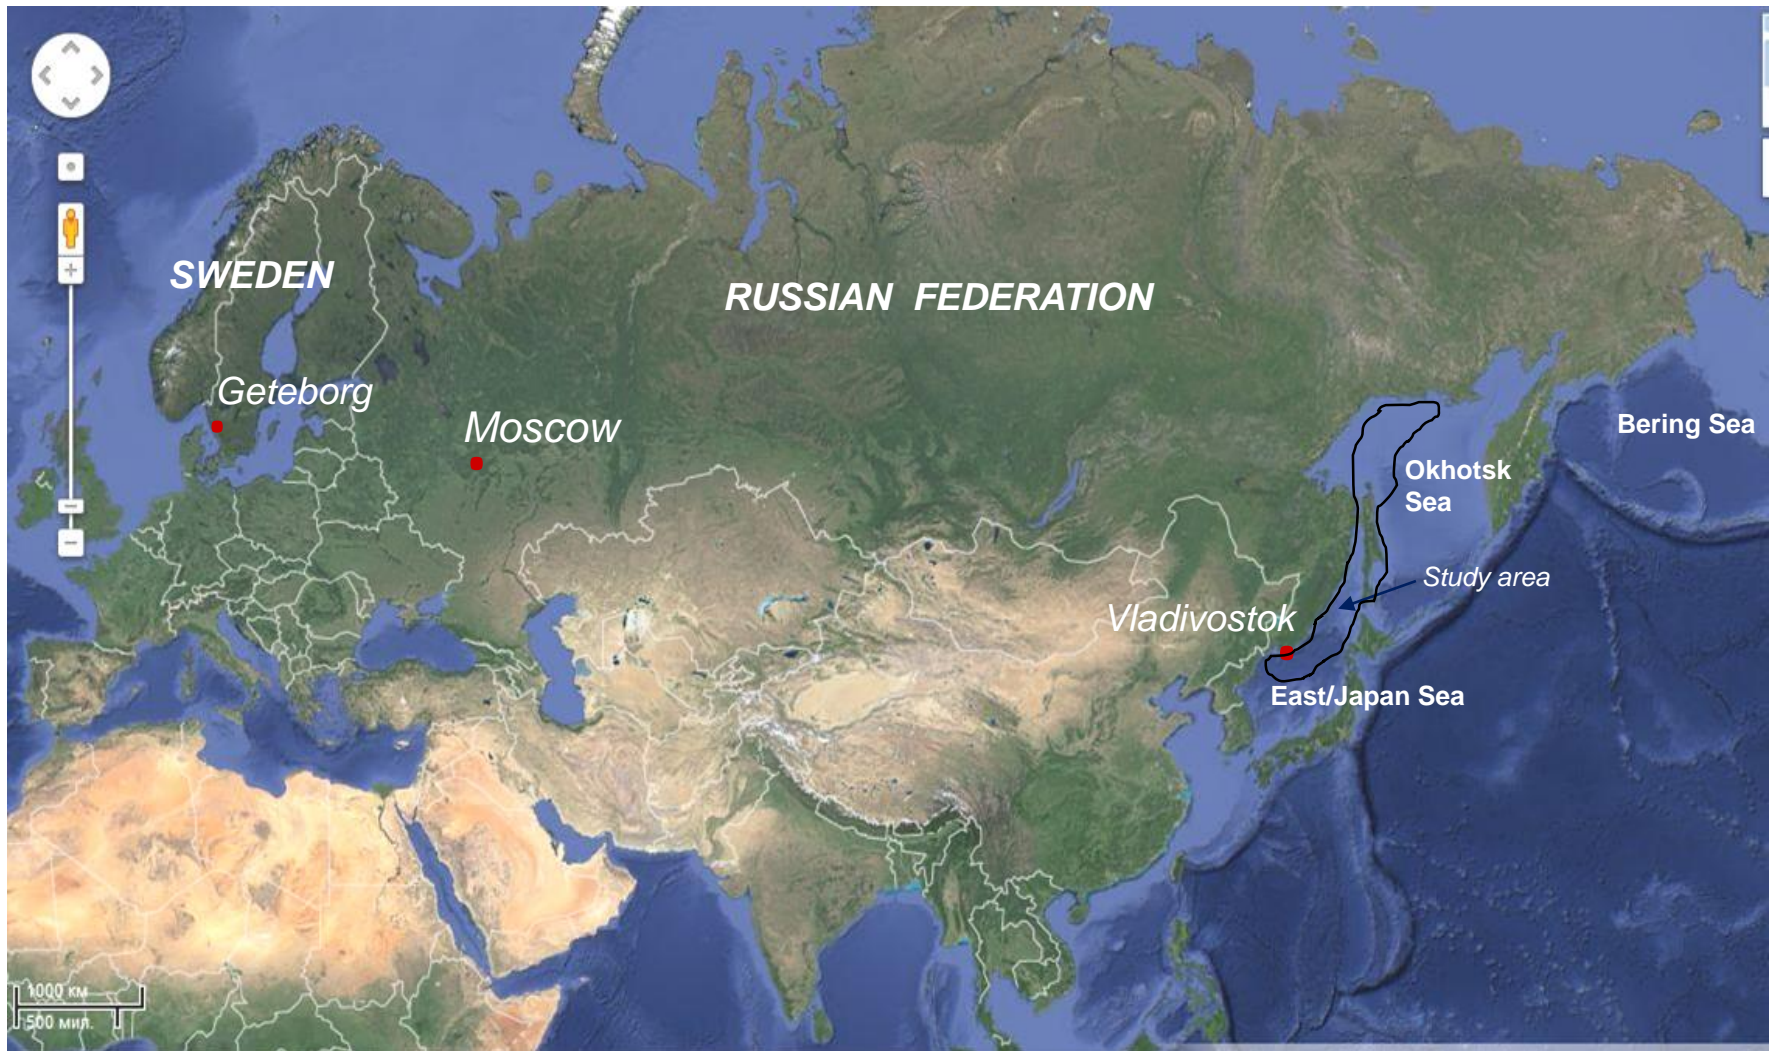 SWEDEN
RUSSIAN FEDERATION
Geteborg
Moscow
Bering Sea
Okhotsk
Sea
Study area
Vladivostok
East/Japan Sea
1000 км
500 мил.